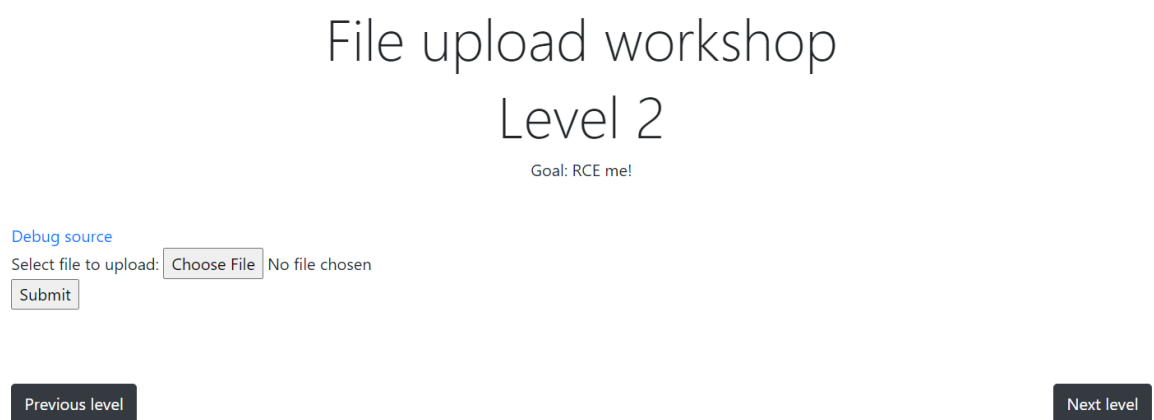 File upload workshop
Level 2
Goal: RCE me!
Debug source
Select file to upload: Choose File No file chosen
Submit
Previous level Next level